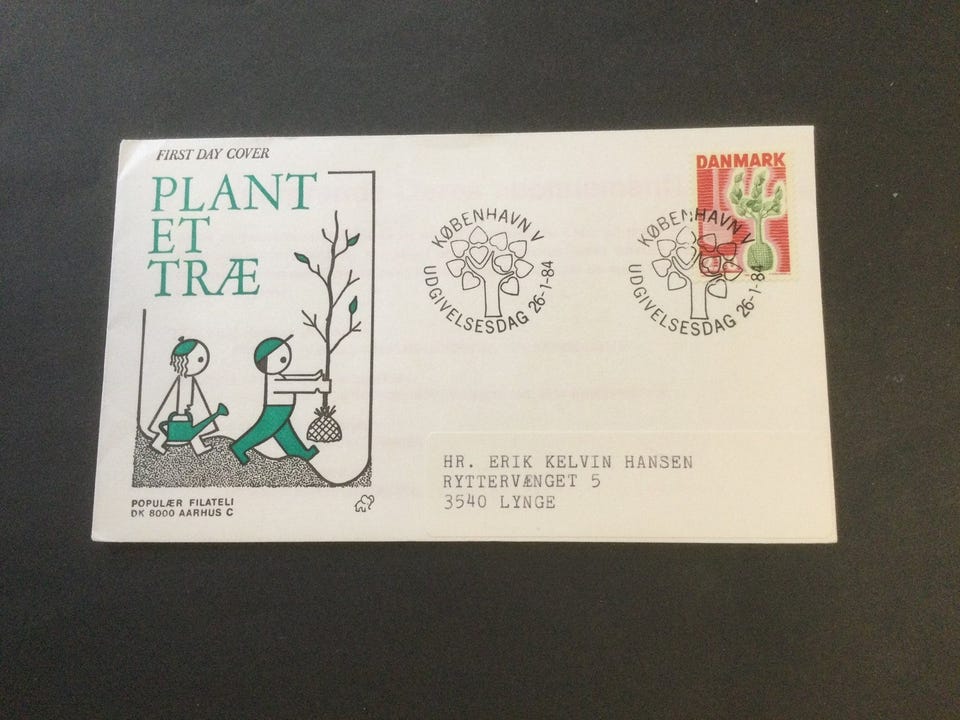 FIRST DAY COVER
PLANT
ET
TRÆ
POPULÆR FILATELI
DK 8000 AARHUS C
KØBENHAVN V
UDGIVELSESDAG 26-1-84
DANMARK
KØBENHAVN V
UDGIVELSESDAG 26-1-84
HR. ERIK KELVIN HANSEN
RYTTERVÆNGET 5
3540 LYNGE